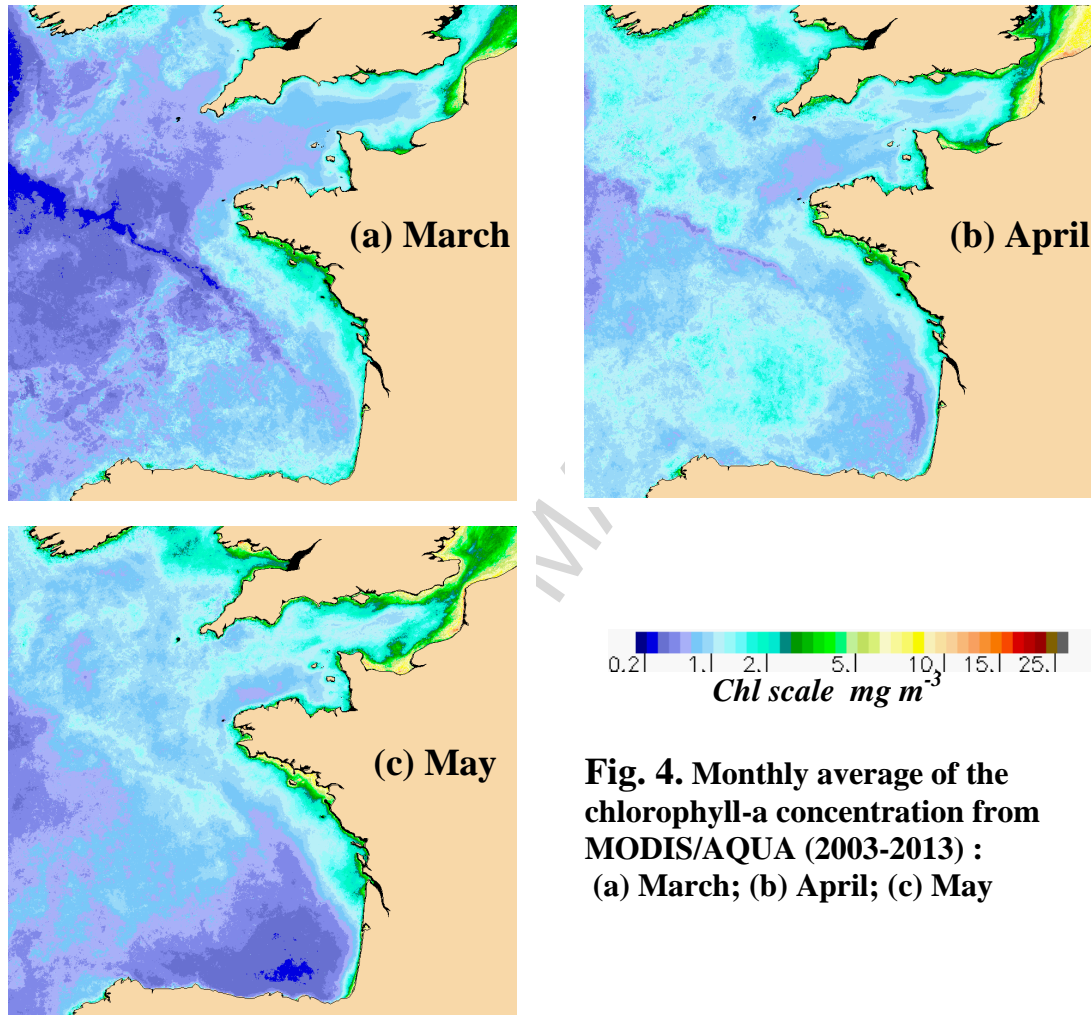 (a) March
(b) April
(c) May
0.2 1. 2. 5. 10. 15. 25.
Chl scale mg m-3
Fig. 4. Monthly average of the
chlorophyll-a concentration from
MODIS/AQUA (2003-2013) :
(a) March; (b) April; (c) May